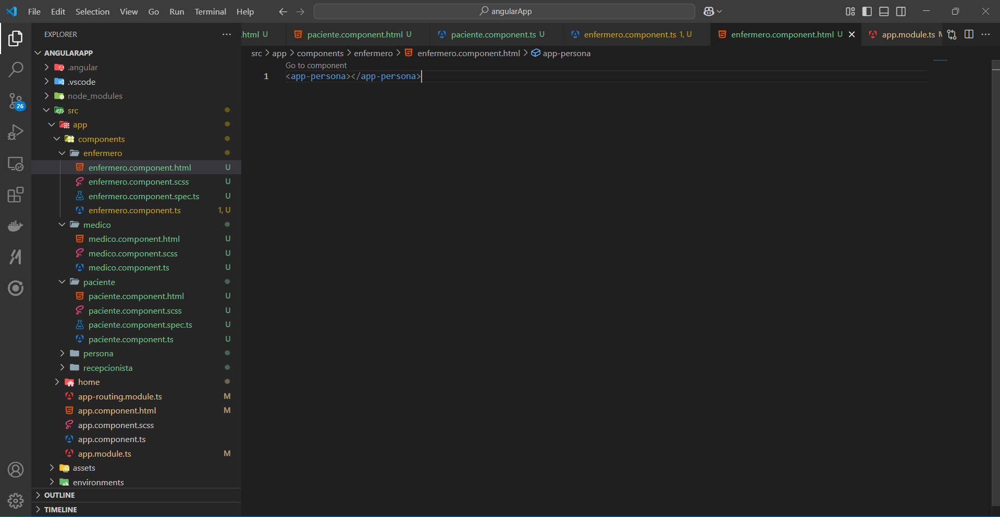 File Edit Selection View Go Run Terminal Help
angularApp
EXPLORER
.html U
paciente.component.html U
paciente.component.ts U
enfermero.component.ts 1, U
enfermero.component.html U
app.module.ts M
src > app > components > enfermero > enfermero.component.html > app-persona
Go to component
1 <app-persona></app-persona>
ANGULARAPP
.angular
.vscode
node_modules
src
app
components
enfermero
enfermero.component.html U
enfermero.component.scss U
enfermero.component.spec.ts U
enfermero.component.ts 1, U
medico
medico.component.html U
medico.component.scss U
medico.component.ts U
paciente
paciente.component.html U
paciente.component.scss U
paciente.component.spec.ts U
paciente.component.ts U
persona
recepcionista
home
app-routing.module.ts M
app.component.html M
app.component.scss
app.component.ts
app.module.ts M
assets
environments
OUTLINE
TIMELINE
26